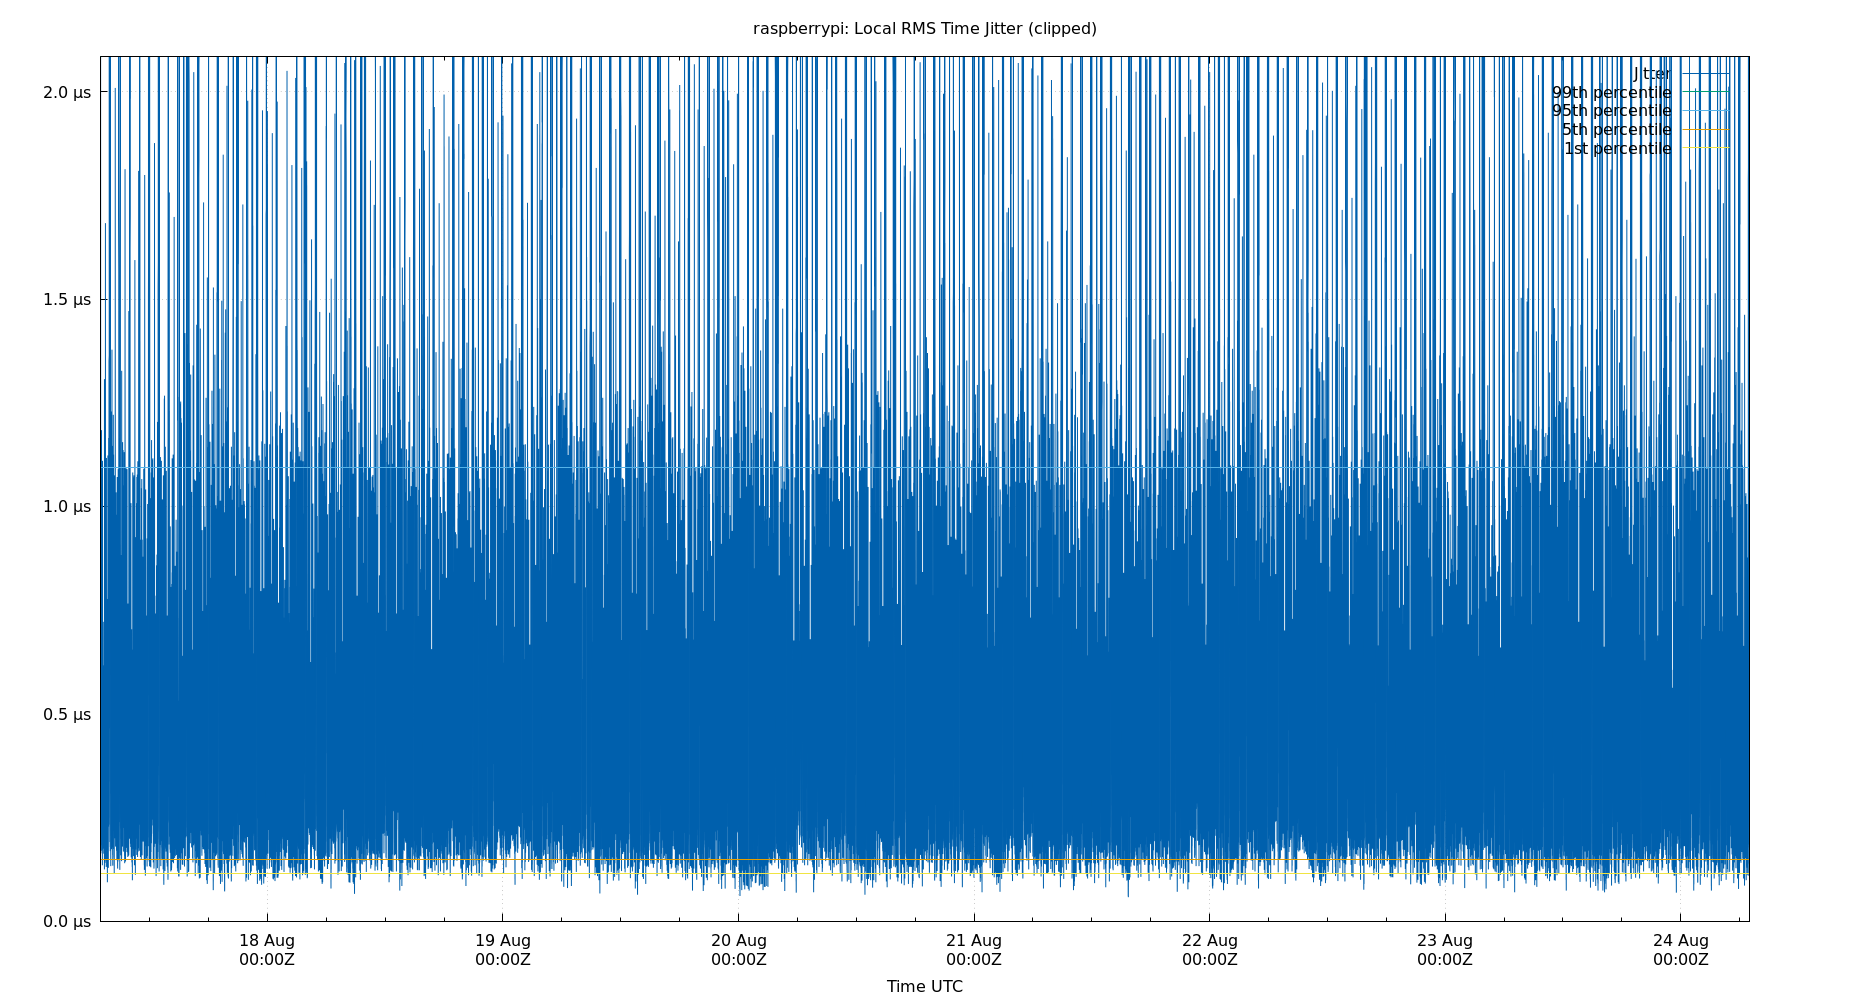 raspberrypi: Local RMS Time Jitter (clipped)
2.0 µs
1.5 µs
1.0 µs
0.5 µs
0.0 µs
Jitter
99th percentile
95th percentile
5th percentile
1st percentile
18 Aug
00:00Z
19 Aug
00:00Z
20 Aug
00:00Z
21 Aug
00:00Z
22 Aug
00:00Z
23 Aug
00:00Z
24 Aug
00:00Z
Time UTC